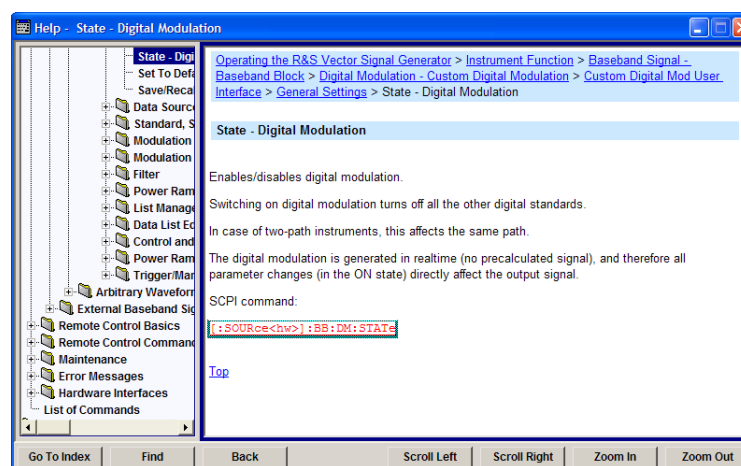 Help - State - Digital Modulation
State - Digi
Set To Defa
Save/Recal
Data Source
Standard, S
Modulation
Modulation
Filter
Power Ram
List Manage
Data List Ed
Control and
Power Ram
Trigger/Mar
Arbitrary Waveform
External Baseband Sig
Remote Control Basics
Remote Control Command
Maintenance
Error Messages
Hardware Interfaces
List of Commands
Operating the R&S Vector Signal Generator > Instrument Function > Baseband Signal -
Baseband Block > Digital Modulation - Custom Digital Modulation > Custom Digital Mod User
Interface > General Settings > State - Digital Modulation
State - Digital Modulation
Enables/disables digital modulation.
Switching on digital modulation turns off all the other digital standards.
In case of two-path instruments, this affects the same path.
The digital modulation is generated in realtime (no precalculated signal), and therefore all
parameter changes (in the ON state) directly affect the output signal.
SCPI command:
[:SOURce<hw>]:BB:DM:STATe
Top
Go To Index
Find
Back
Scroll Left
Scroll Right
Zoom In
Zoom Out